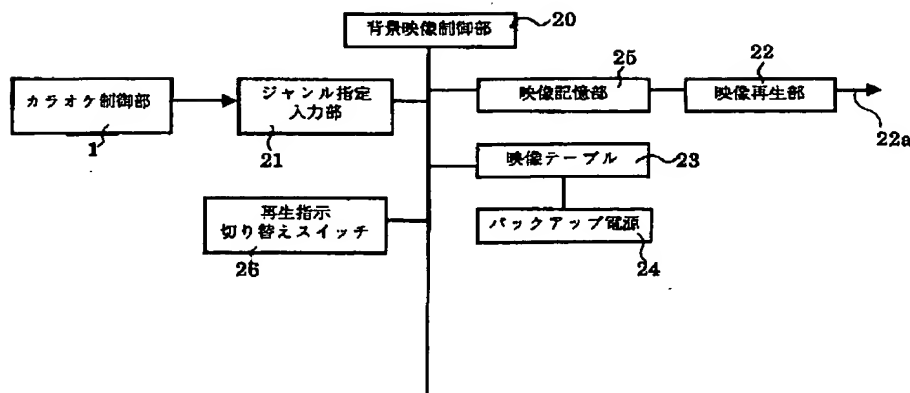 背景映像制御部
20
カラオケ制御部
1
ジャンル指定
入力部
21
映像記憶部
25
映像再生部
22
22a
映像テーブル
23
再生指示
切り替えスイッチ
26
バックアップ電源
24